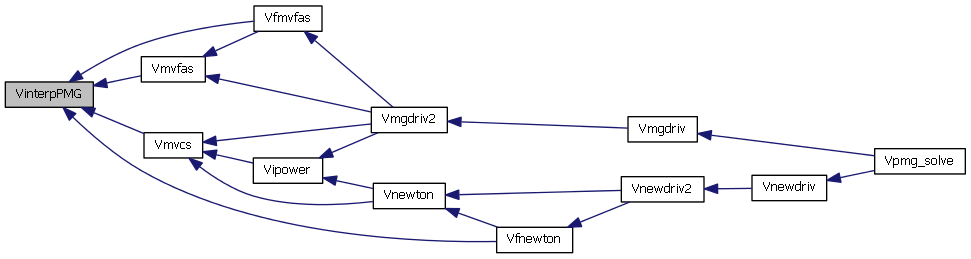 VinterpPMG
Vfmvfas
Vmvfas
Vmvcs
Vipower
Vmgdriv2
Vnewton
Vfnewton
Vmgdriv
Vnewdriv2
Vnewdriv
Vpmg_solve